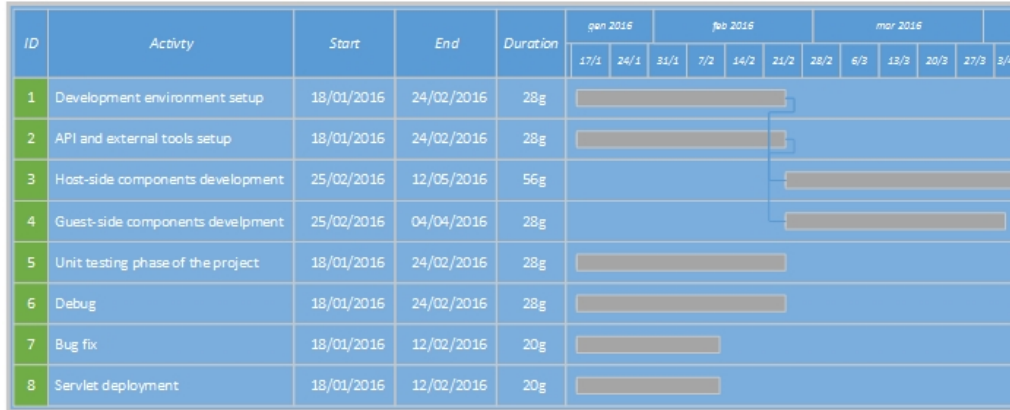 ID Activty Start End Duration gen 2016 feb 2016 mar 2016
17/1 24/1 31/1 7/2 14/2 21/2 28/2 6/3 13/3 20/3 27/3 3/4
1 Development environment setup 18/01/2016 24/02/2016 28g
2 API and external tools setup 18/01/2016 24/02/2016 28g
3 Host-side components development 25/02/2016 12/05/2016 56g
4 Guest-side components develpment 25/02/2016 04/04/2016 28g
5 Unit testing phase of the project 18/01/2016 24/02/2016 28g
6 Debug 18/01/2016 24/02/2016 28g
7 Bug fix 18/01/2016 12/02/2016 20g
8 Servlet deployment 18/01/2016 12/02/2016 20g